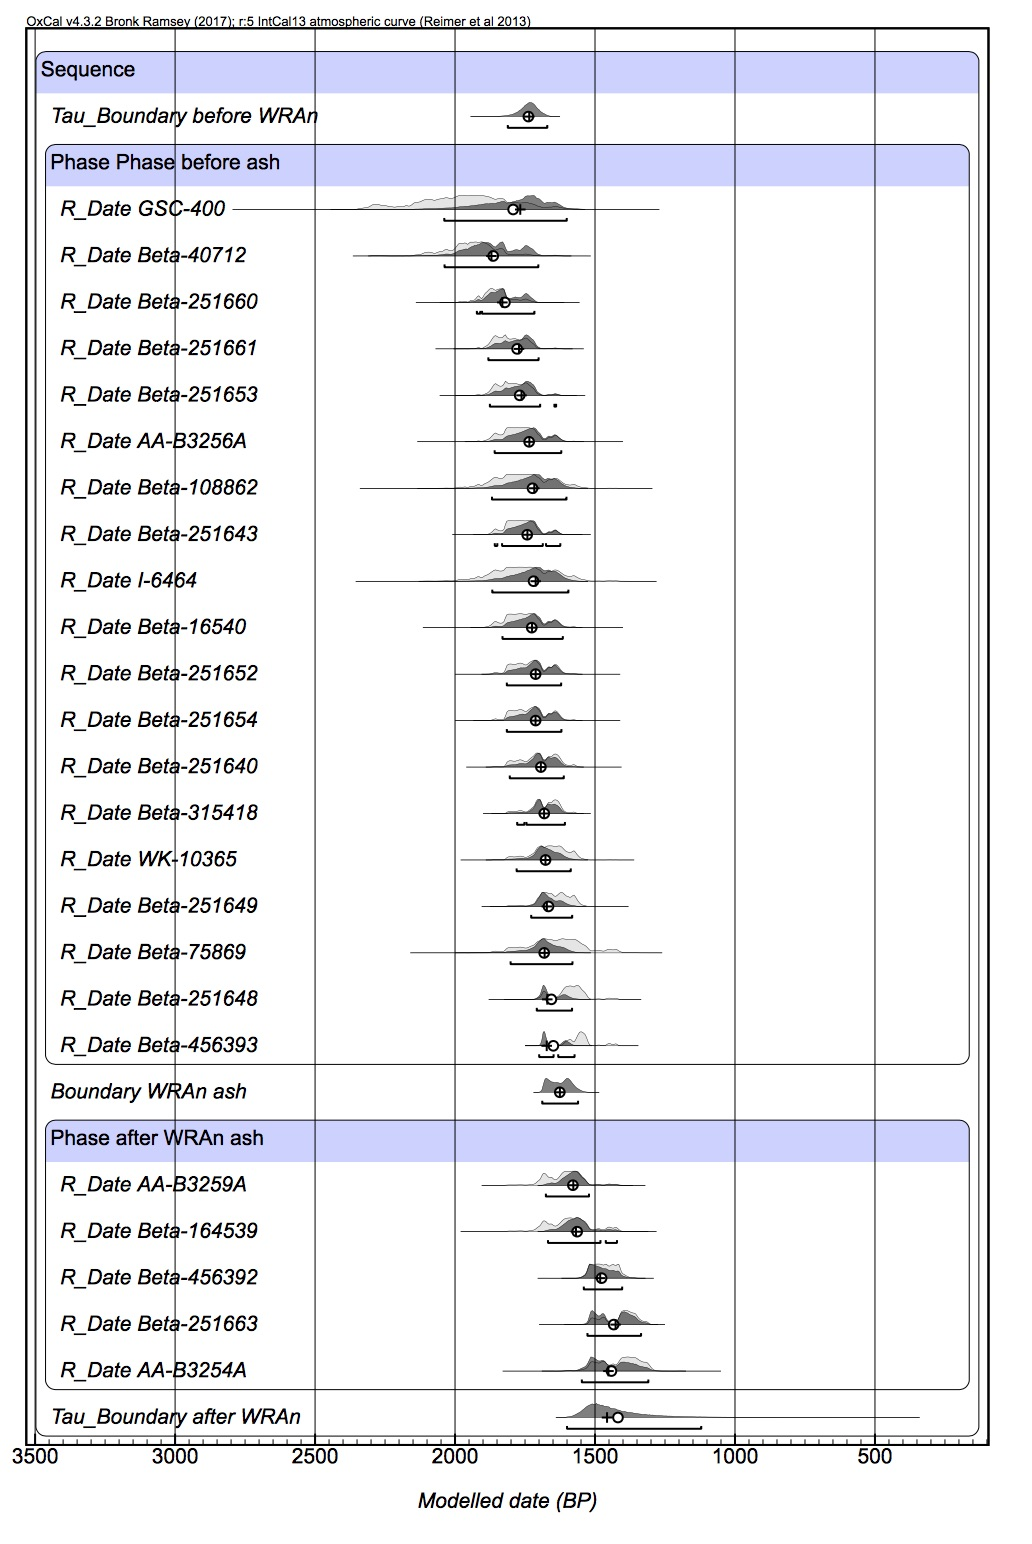 OxCal v4.3.2 Bronk Ramsey (2017); r:5 IntCal13 atmospheric curve (Reimer et al 2013)
Sequence
Tau_Boundary before WRAn
Phase Phase before ash
R_Date GSC-400
R_Date Beta-40712
R_Date Beta-251660
R_Date Beta-251661
R_Date Beta-251653
R_Date AA-B3256A
R_Date Beta-108862
R_Date Beta-251643
R_Date I-6464
R_Date Beta-16540
R_Date Beta-251652
R_Date Beta-251654
R_Date Beta-251640
R_Date Beta-315418
R_Date WK-10365
R_Date Beta-251649
R_Date Beta-75869
R_Date Beta-251648
R_Date Beta-456393
Boundary WRAn ash
Phase after WRAn ash
R_Date AA-B3259A
R_Date Beta-164539
R_Date Beta-456392
R_Date Beta-251663
R_Date AA-B3254A
Tau_Boundary after WRAn
3500 3000 2500 2000 1500 1000 500
Modelled date (BP)